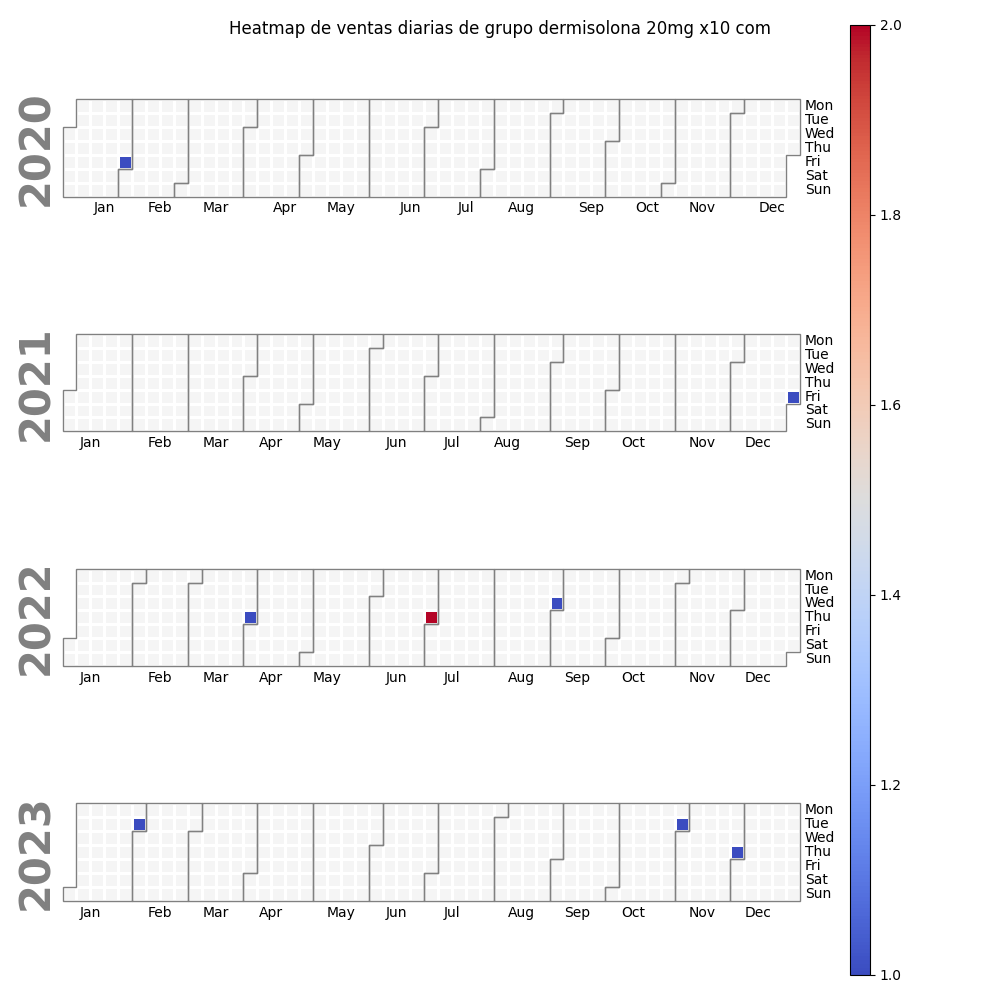 Heatmap de ventas diarias de grupo dermisolona 20mg x10 com
2.0
1.8
1.6
1.4
1.2
1.0
2020
Mon
Tue
Wed
Thu
Fri
Sat
Sun
Jan Feb Mar Apr May Jun Jul Aug Sep Oct Nov Dec
2021
Mon
Tue
Wed
Thu
Fri
Sat
Sun
Jan Feb Mar Apr May Jun Jul Aug Sep Oct Nov Dec
2022
Mon
Tue
Wed
Thu
Fri
Sat
Sun
Jan Feb Mar Apr May Jun Jul Aug Sep Oct Nov Dec
2023
Mon
Tue
Wed
Thu
Fri
Sat
Sun
Jan Feb Mar Apr May Jun Jul Aug Sep Oct Nov Dec